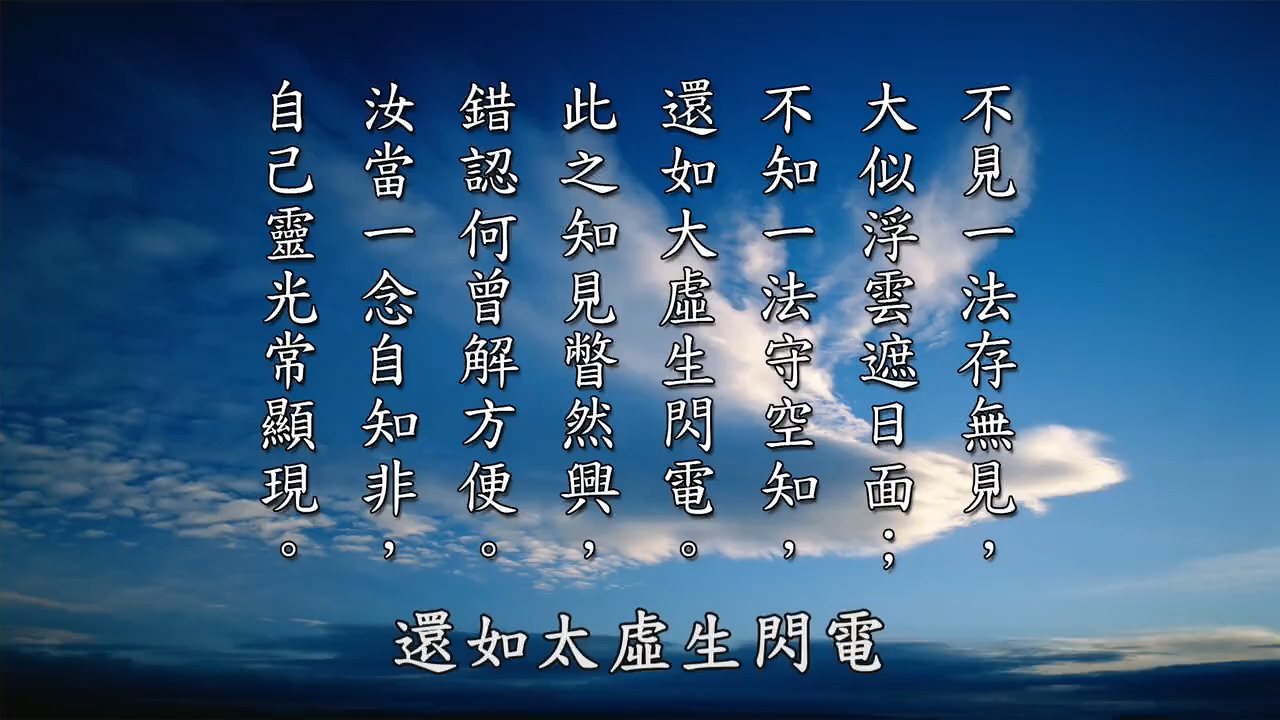 不見一法存無見，
大似浮雲遮日面；
不知一法守空知，
還如大虛生閃電。
此之知見瞥然興，
錯認何曾解方便。
汝當一念自知非，
自己靈光常顯現。
還如太虛生閃電